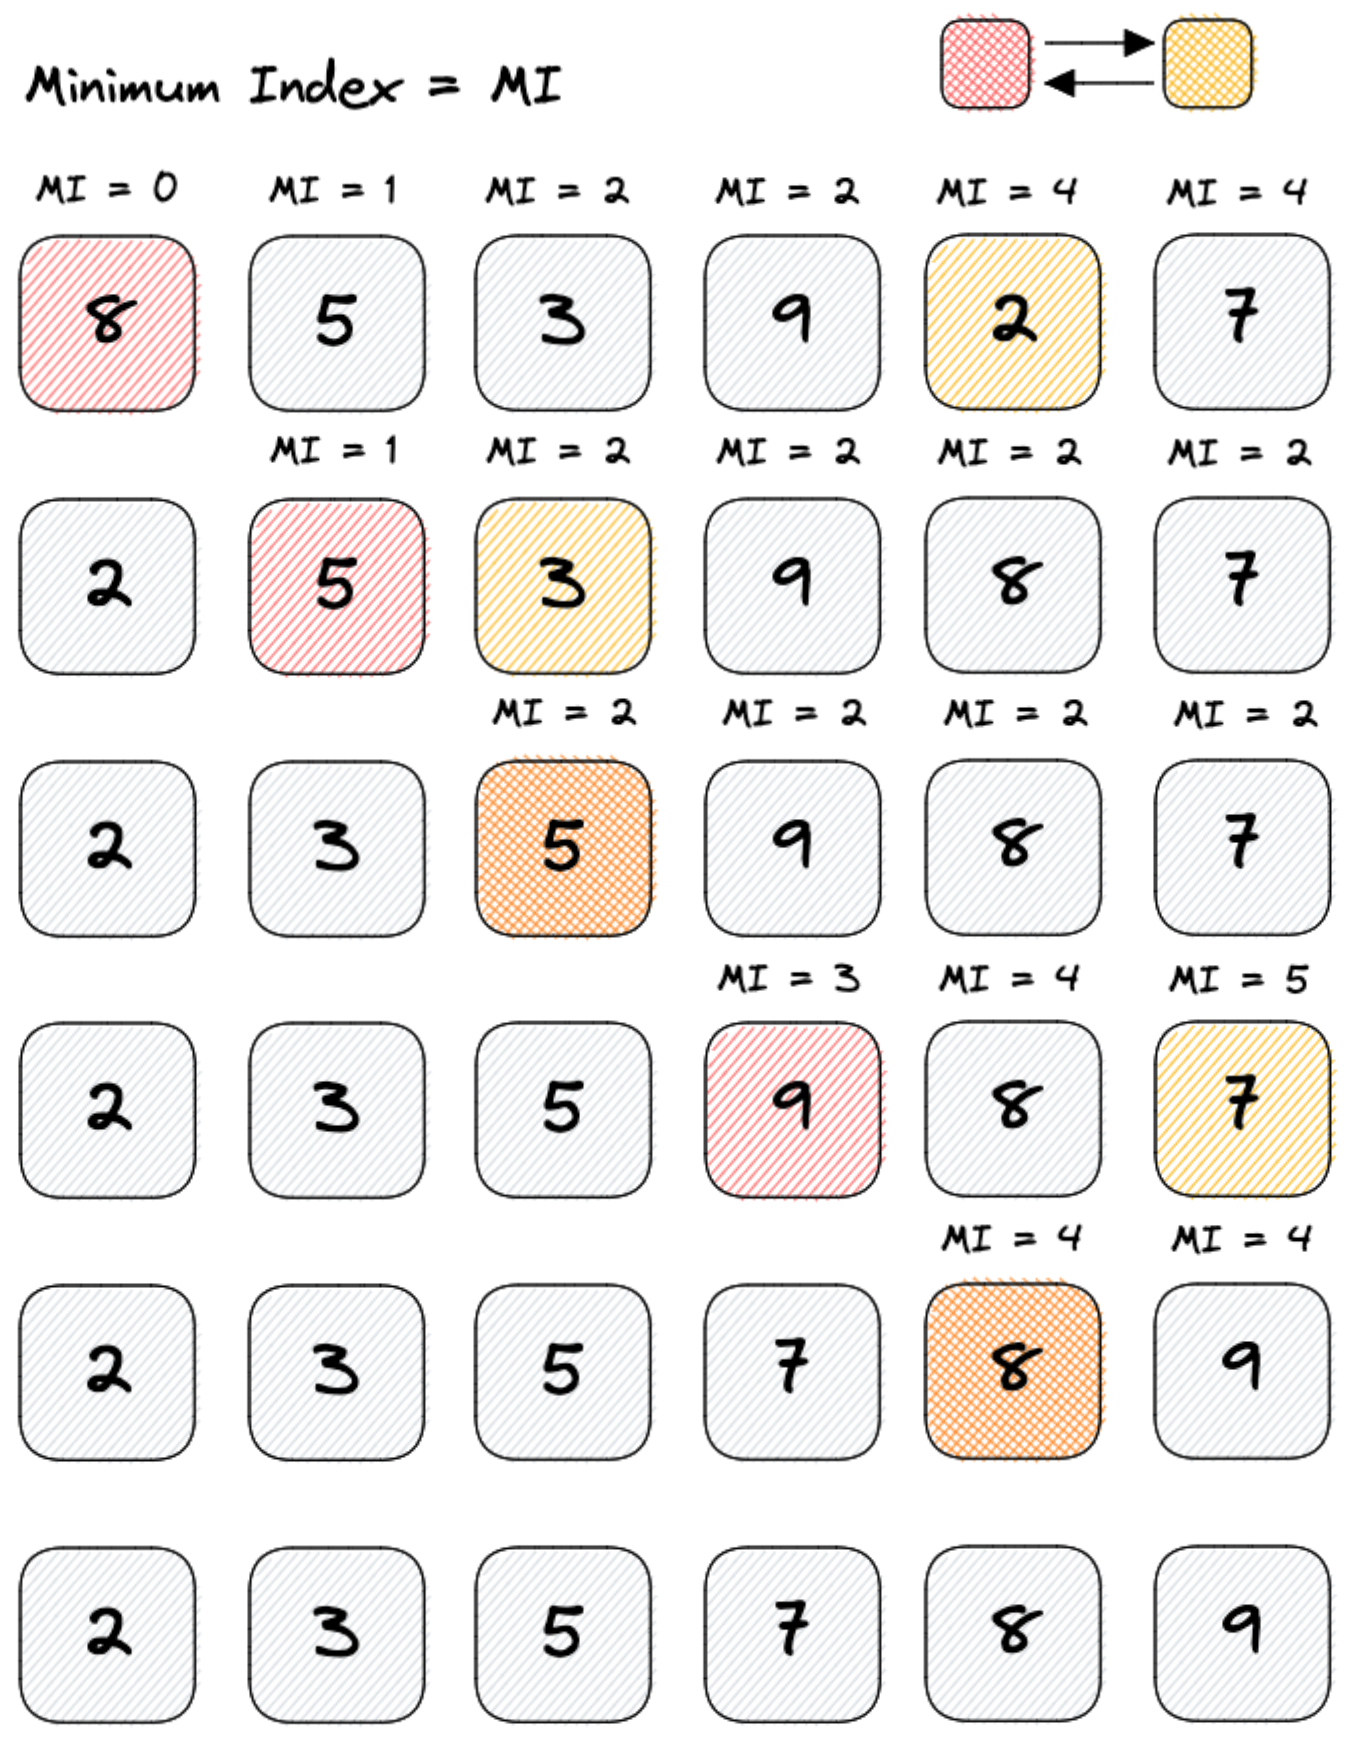 Minimum Index = MI
MI = 0 MI = 1 MI = 2 MI = 2 MI = 4 MI = 4
8 5 3 9 2 7
MI = 1 MI = 2 MI = 2 MI = 2 MI = 2
2 5 3 9 8 7
MI = 2 MI = 2 MI = 2 MI = 2
2 3 5 9 8 7
MI = 3 MI = 4 MI = 5
2 3 5 9 8 7
MI = 4 MI = 4
2 3 5 7 8 9
2 3 5 7 8 9